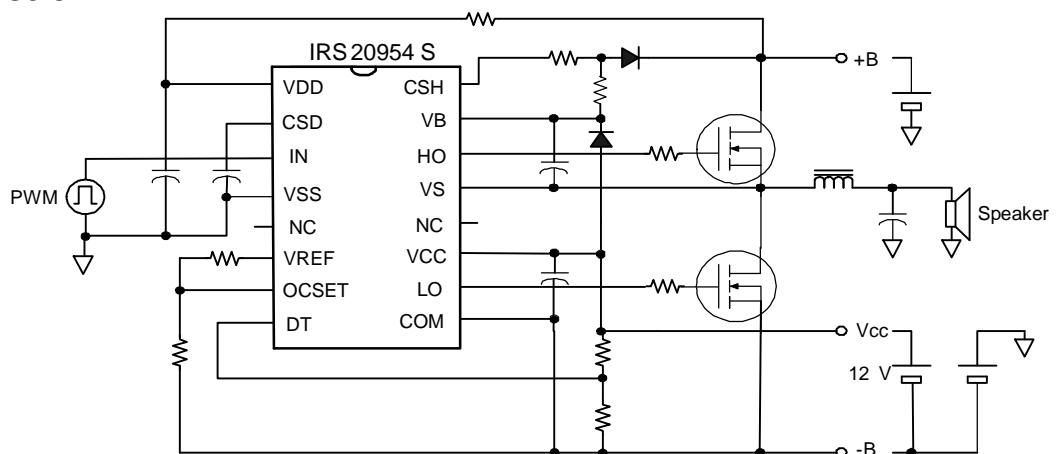 IRS20954 S
VDD
CSD
IN
VSS
NC
VREF
OCSET
DT
CSH
VB
HO
VS
NC
VCC
LO
COM
PWM
+B
Speaker
Vcc
12 V
-B